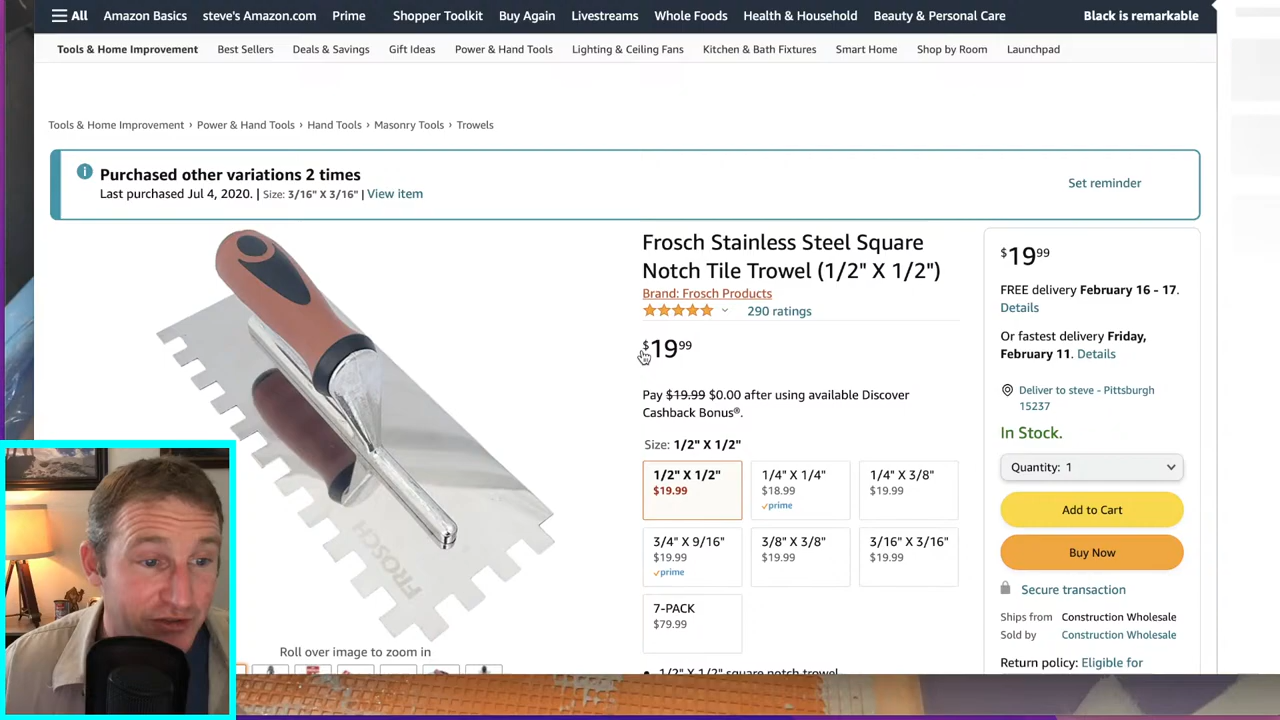 All Amazon Basics steve's Amazon.com Prime Shopper Toolkit Buy Again Livestreams Whole Foods Health & Household Beauty & Personal Care Black is remarkable
Tools & Home Improvement Best Sellers Deals & Savings Gift Ideas Power & Hand Tools Lighting & Ceiling Fans Kitchen & Bath Fixtures Smart Home Shop by Room Launchpad
Tools & Home Improvement › Power & Hand Tools › Hand Tools › Masonry Tools › Trowels
Purchased other variations 2 times
Last purchased Jul 4, 2020. | Size: 3/16" X 3/16" | View item
Set reminder
FROSCH
Roll over image to zoom in
Frosch Stainless Steel Square
Notch Tile Trowel (1/2" X 1/2")
Brand: Frosch Products
290 ratings
$19.99
Pay $19.99 $0.00 after using available Discover
Cashback Bonus®.
Size: 1/2" X 1/2"
1/2" X 1/2" 1/4" X 1/4" 1/4" X 3/8"
$19.99 $18.99 $19.99
prime
3/4" X 9/16" 3/8" X 3/8" 3/16" X 3/16"
$19.99 $19.99 $19.99
prime
7-PACK
$79.99
• 1/2" X 1/2" square notch trowel
$19.99
FREE delivery February 16 - 17.
Details
Or fastest delivery Friday,
February 11. Details
Deliver to steve - Pittsburgh
15237
In Stock.
Quantity: 1
Add to Cart
Buy Now
Secure transaction
Ships from Construction Wholesale
Sold by Construction Wholesale
Return policy: Eligible for